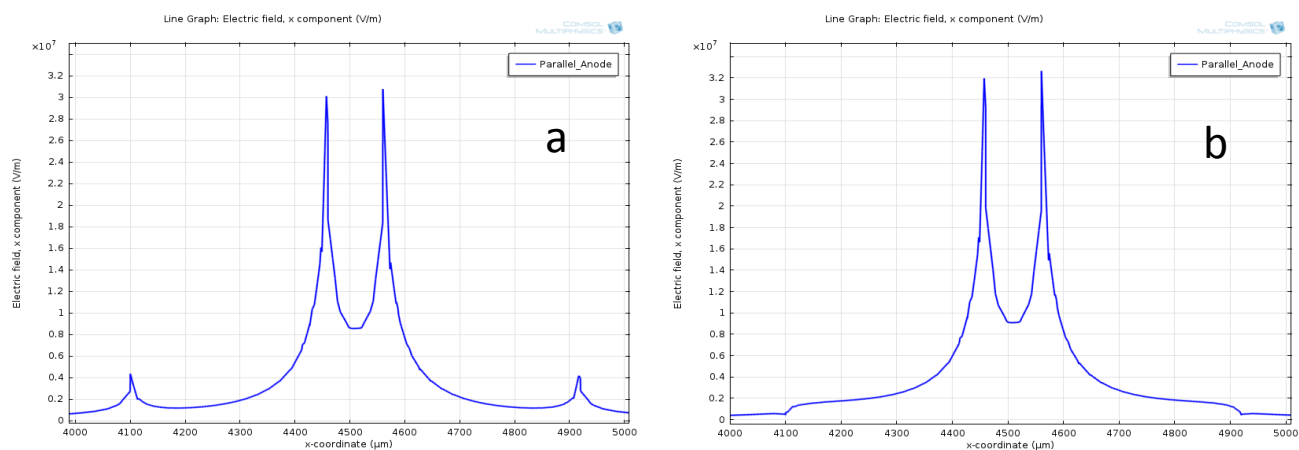 Line Graph: Electric field, x component (V/m)
COMSOL
MULTIPHYSICS
×10⁷
Parallel_Anode
a
Electric field, x component (V/m)
3.2
3
2.8
2.6
2.4
2.2
2
1.8
1.6
1.4
1.2
1
0.8
0.6
0.4
0.2
0
4000 4100 4200 4300 4400 4500 4600 4700 4800 4900 5000
x-coordinate (µm)
Line Graph: Electric field, x component (V/m)
COMSOL
MULTIPHYSICS
×10⁷
Parallel_Anode
b
Electric field, x component (V/m)
3.2
3
2.8
2.6
2.4
2.2
2
1.8
1.6
1.4
1.2
1
0.8
0.6
0.4
0.2
0
4000 4100 4200 4300 4400 4500 4600 4700 4800 4900 5000
x-coordinate (µm)